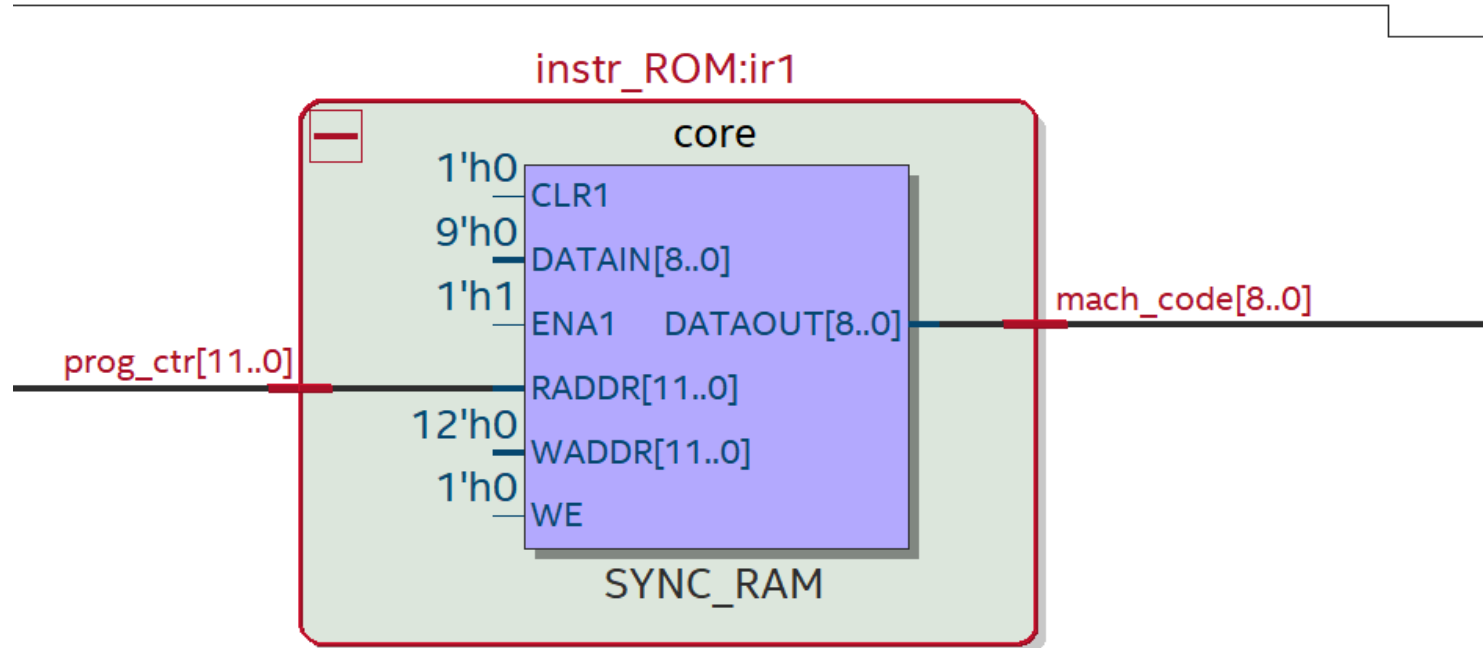 instr_ROM:ir1
core
1'h0
CLR1
9'h0
DATAIN[8..0]
1'h1
ENA1
DATAOUT[8..0]
mach_code[8..0]
prog_ctr[11..0]
RADDR[11..0]
12'h0
WADDR[11..0]
1'h0
WE
SYNC_RAM